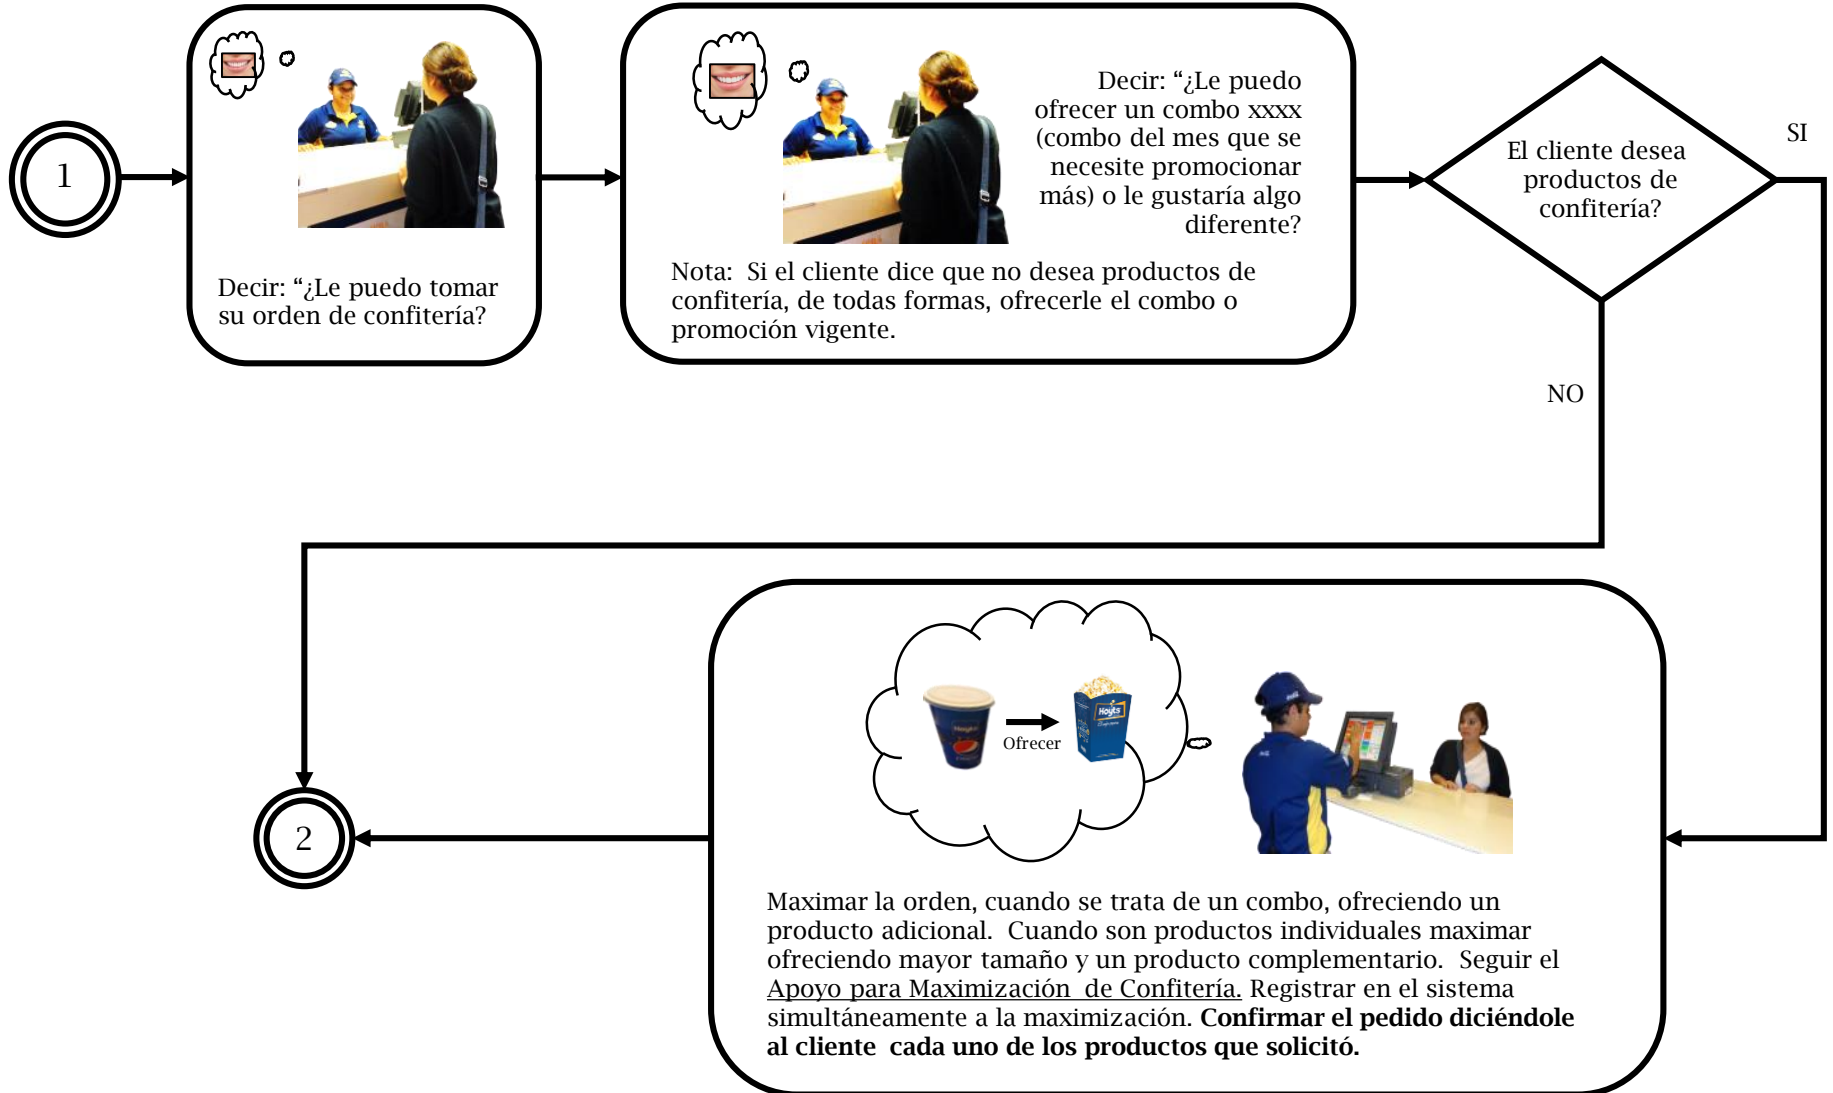 1
Decir: “¿Le puedo tomar
su orden de confitería?
Decir: “¿Le puedo
ofrecer un combo xxxx
(combo del mes que se
necesite promocionar
más) o le gustaría algo
diferente?
Nota:  Si el cliente dice que no desea productos de
confitería, de todas formas, ofrecerle el combo o
promoción vigente.
El cliente desea
productos de
confitería?
SI
NO
Hoyts
Ofrecer
2
Maximar la orden, cuando se trata de un combo, ofreciendo un
producto adicional.  Cuando son productos individuales maximar
ofreciendo mayor tamaño y un producto complementario.  Seguir el
Apoyo para Maximización  de Confitería. Registrar en el sistema
simultáneamente a la maximización. Confirmar el pedido diciéndole
al cliente  cada uno de los productos que solicitó.